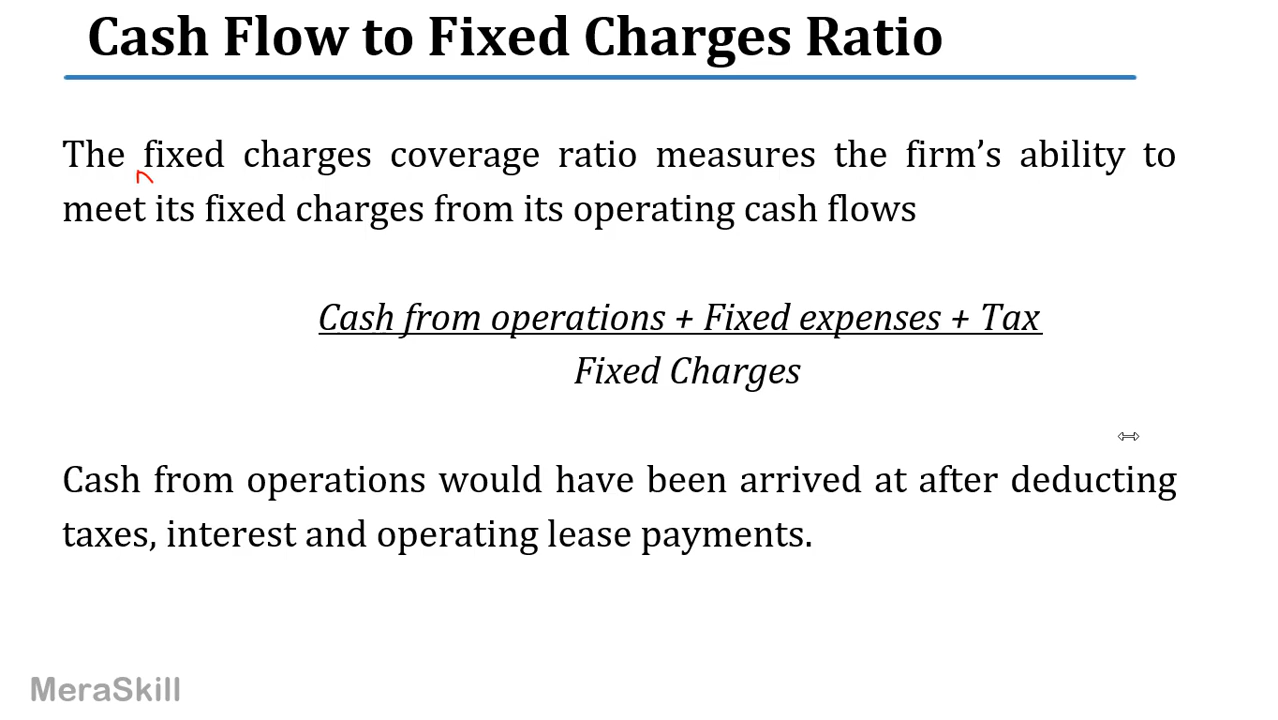 Cash Flow to Fixed Charges Ratio
The fixed charges coverage ratio measures the firm’s ability to
meet its fixed charges from its operating cash flows
Cash from operations + Fixed expenses + Tax
Fixed Charges
Cash from operations would have been arrived at after deducting
taxes, interest and operating lease payments.
MeraSkill